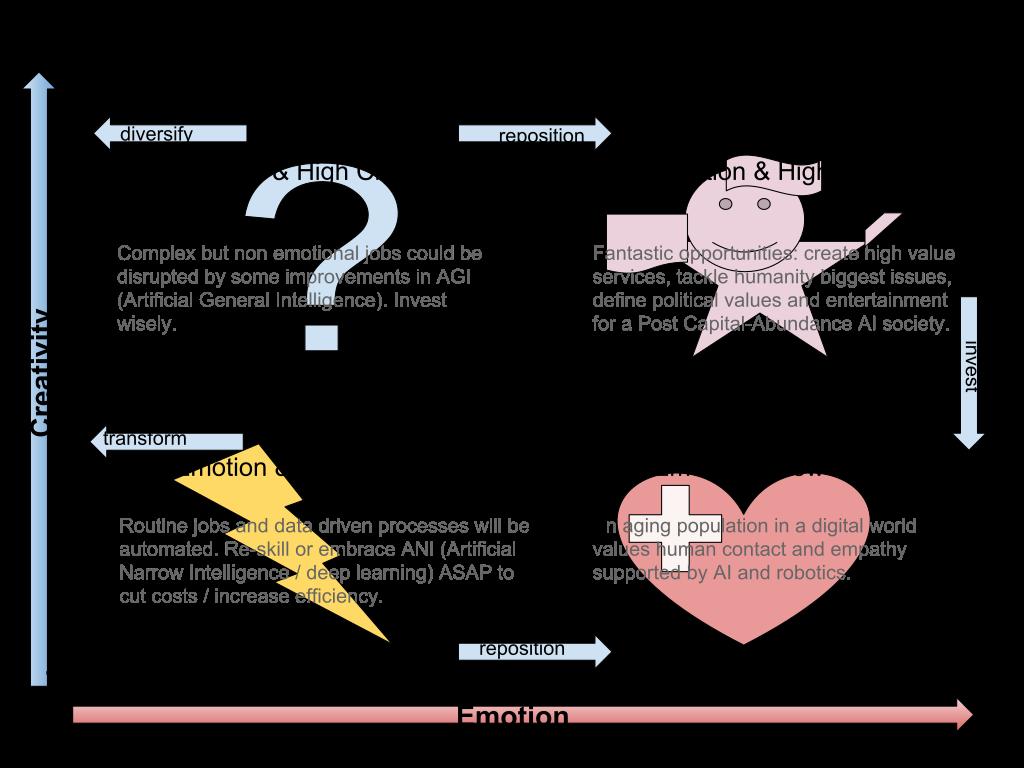 diversify
reposition
& High
tion & High
Complex but non emotional jobs could be
disrupted by some improvements in AGI
(Artificial General Intelligence). Invest
wisely.
Fantastic opportunities: create high value
services, tackle humanity biggest issues,
define political values and entertainment
for a Post Capital-Abundance AI society.
invest
Creativity
transform
motion &
Routine jobs and data driven processes will be
automated. Re-skill or embrace ANI (Artificial
Narrow Intelligence / deep learning) ASAP to
cut costs / increase efficiency.
n aging population in a digital world
values human contact and empathy
supported by AI and robotics.
reposition
Emotion